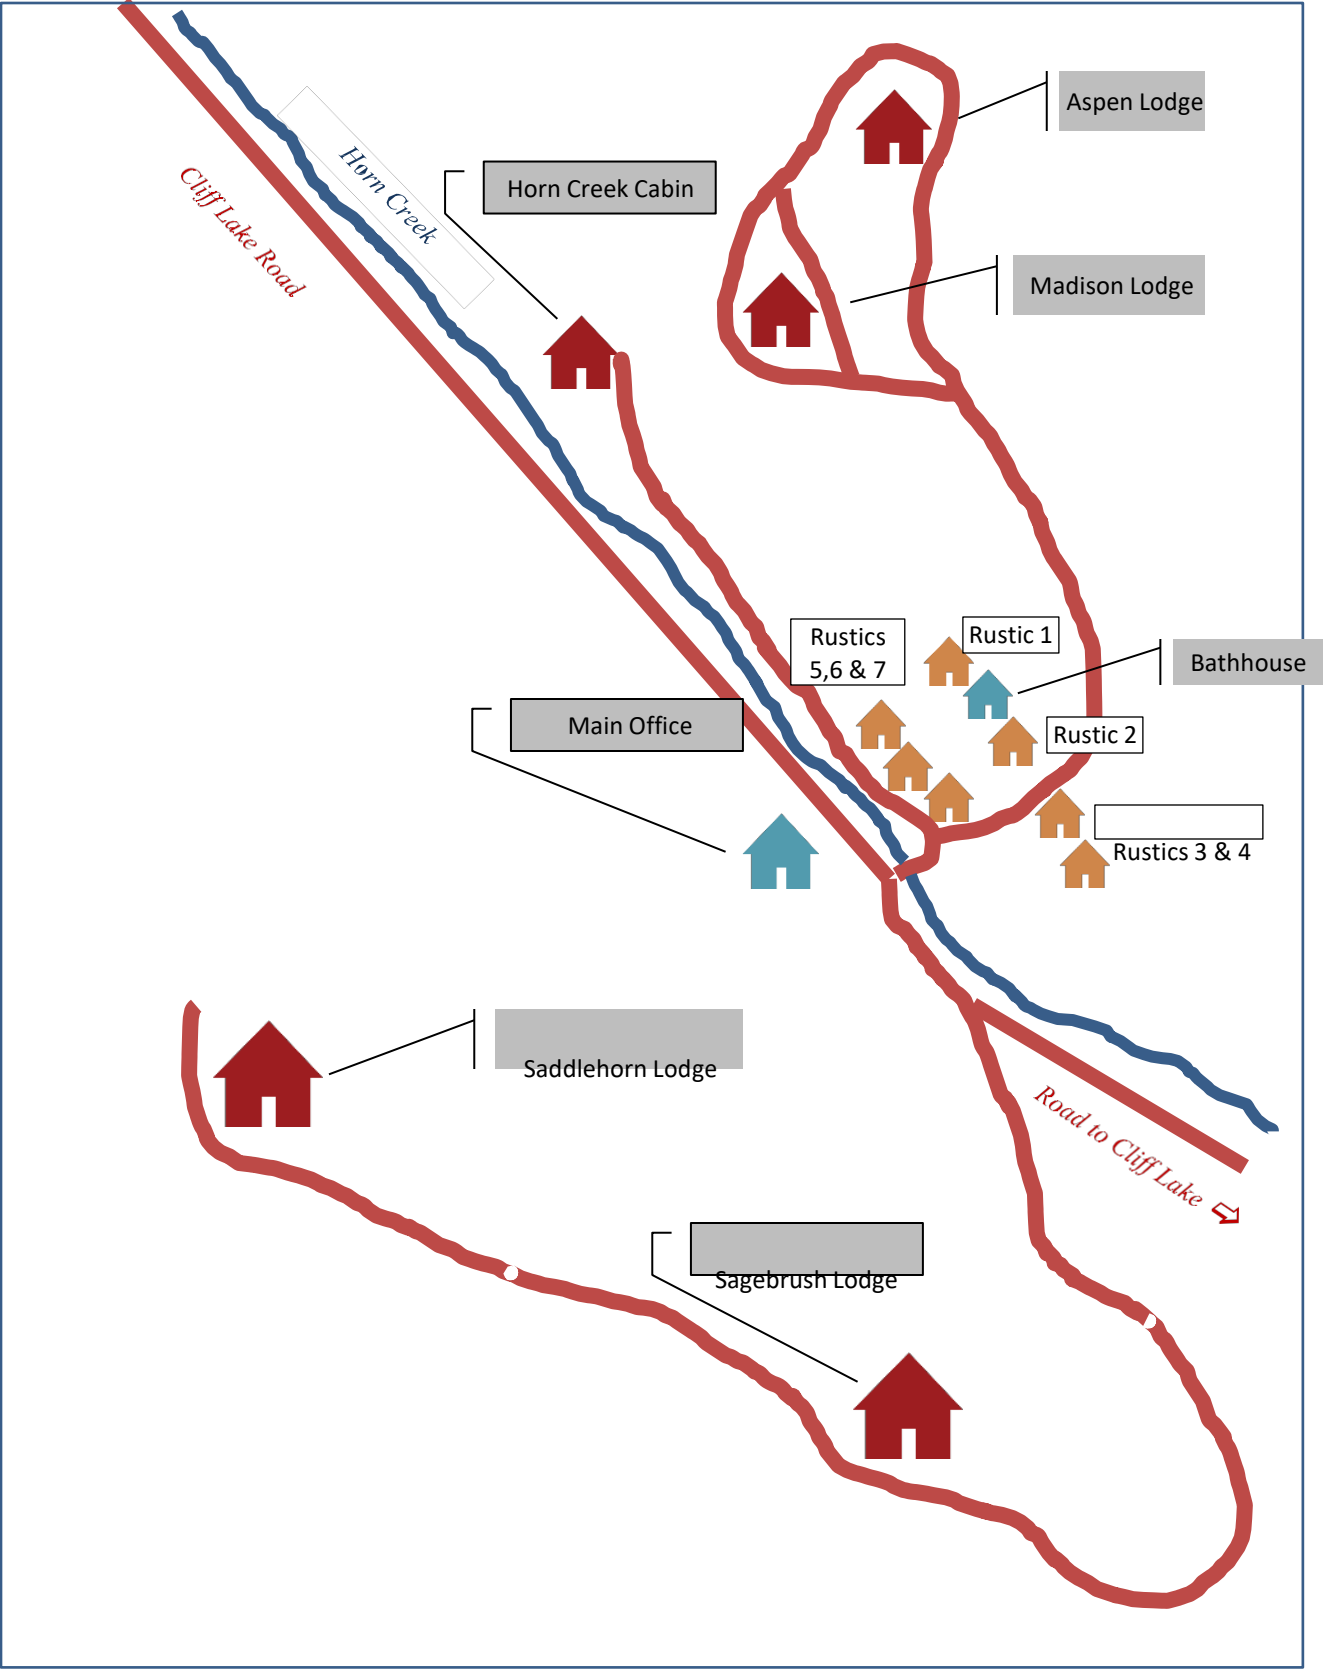 Aspen Lodge
Horn Creek
Cliff Lake Road
Horn Creek Cabin
Madison Lodge
Rustics
5,6 & 7
Rustic 1
Bathhouse
Main Office
Rustic 2
Rustics 3 & 4
Saddlehorn Lodge
Road to Cliff Lake
Sagebrush Lodge